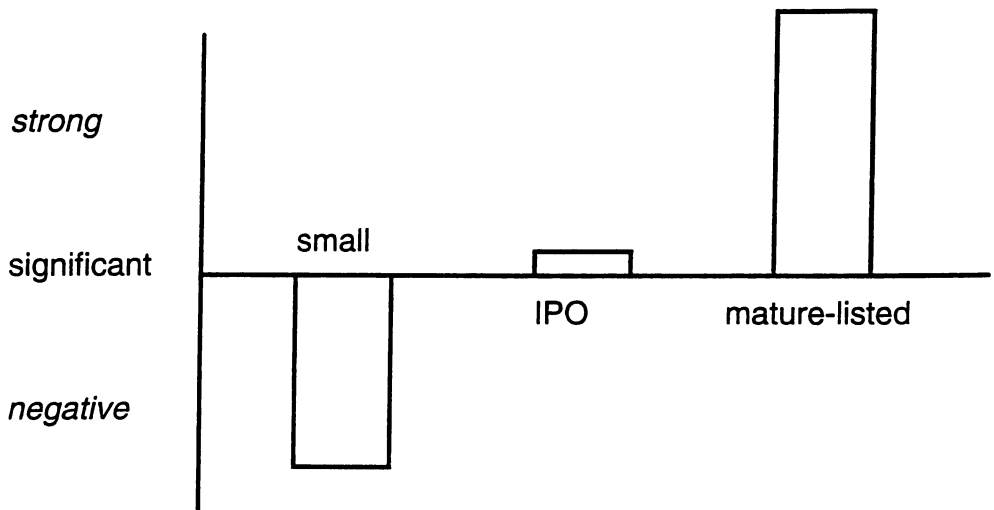 strong
small
significant
IPO
mature-listed
negative